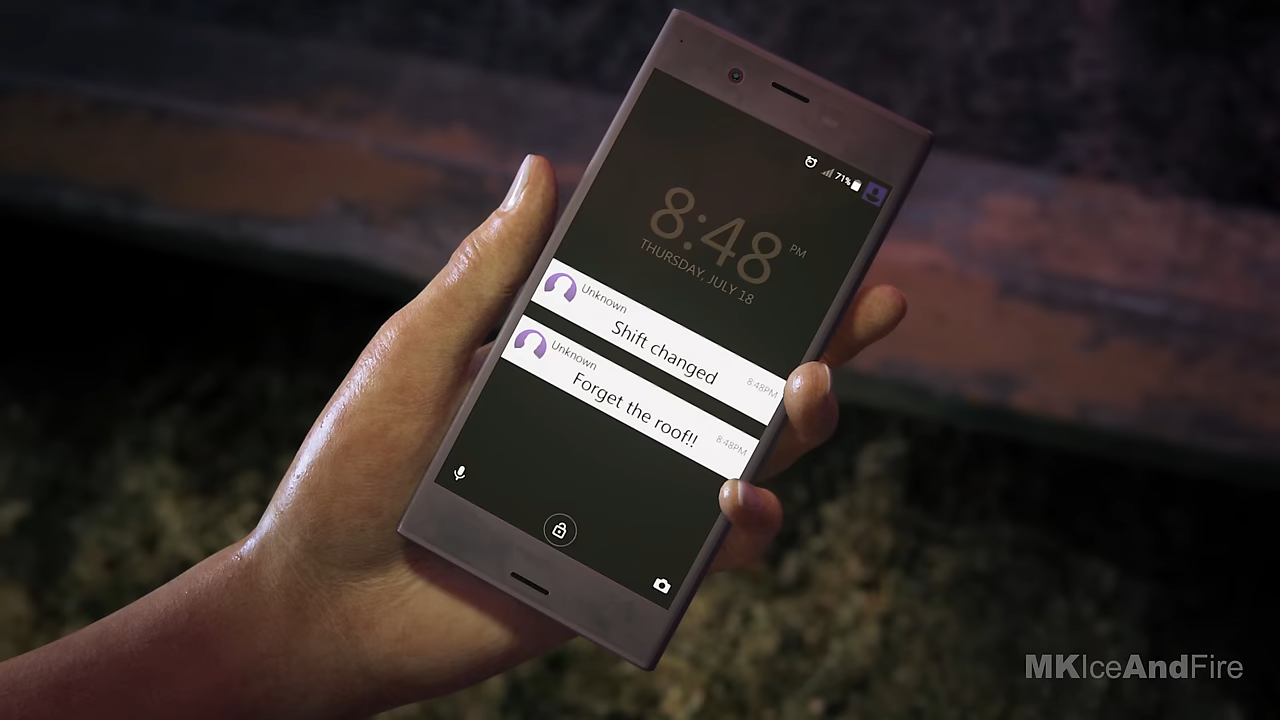 71%
8:48 PM
THURSDAY, JULY 18
Unknown
Shift changed
8:48PM
Unknown
Forget the roof!!
8:48PM
MKIceAndFire